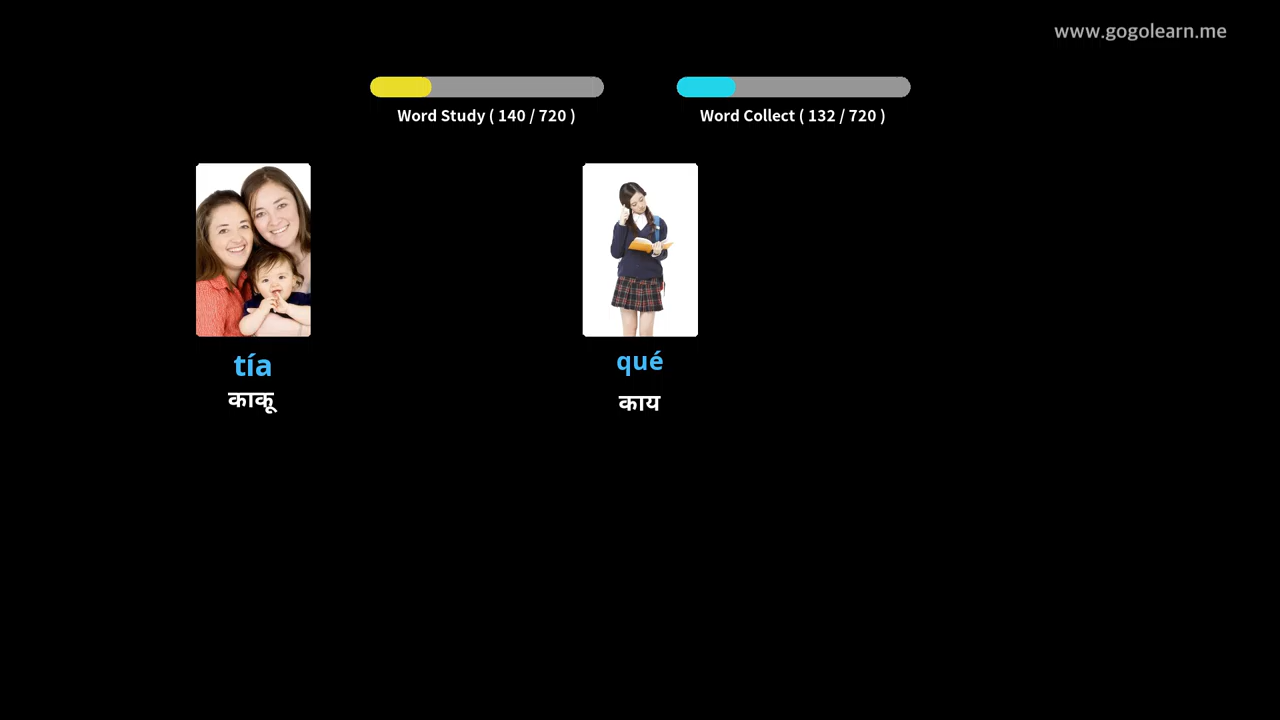 www.gogolearn.me
Word Study ( 140 / 720 )
Word Collect ( 132 / 720 )
tía
काकू
qué
काय